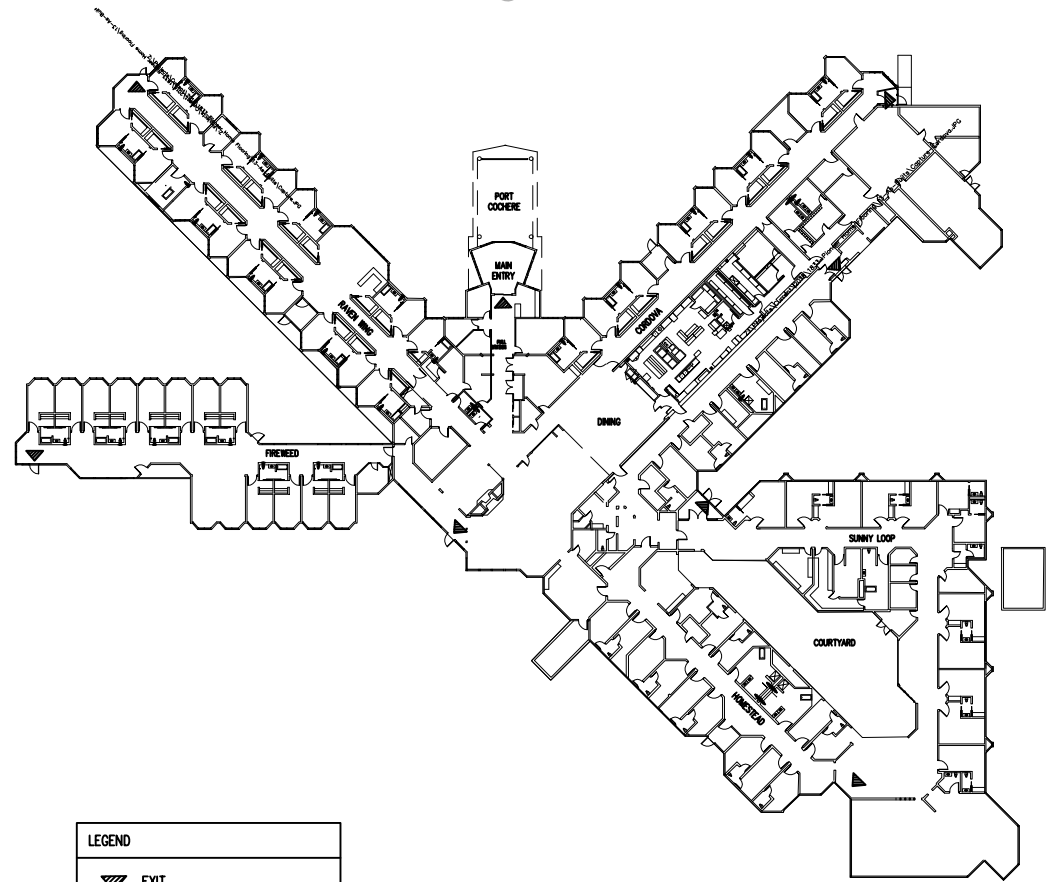 PORT
COCHERE
MAIN
ENTRY
RAVEN WING
CORDOVA
DINING
FIREWEED
SUNNY LOOP
COURTYARD
HOMESTEAD
LEGEND
EXIT